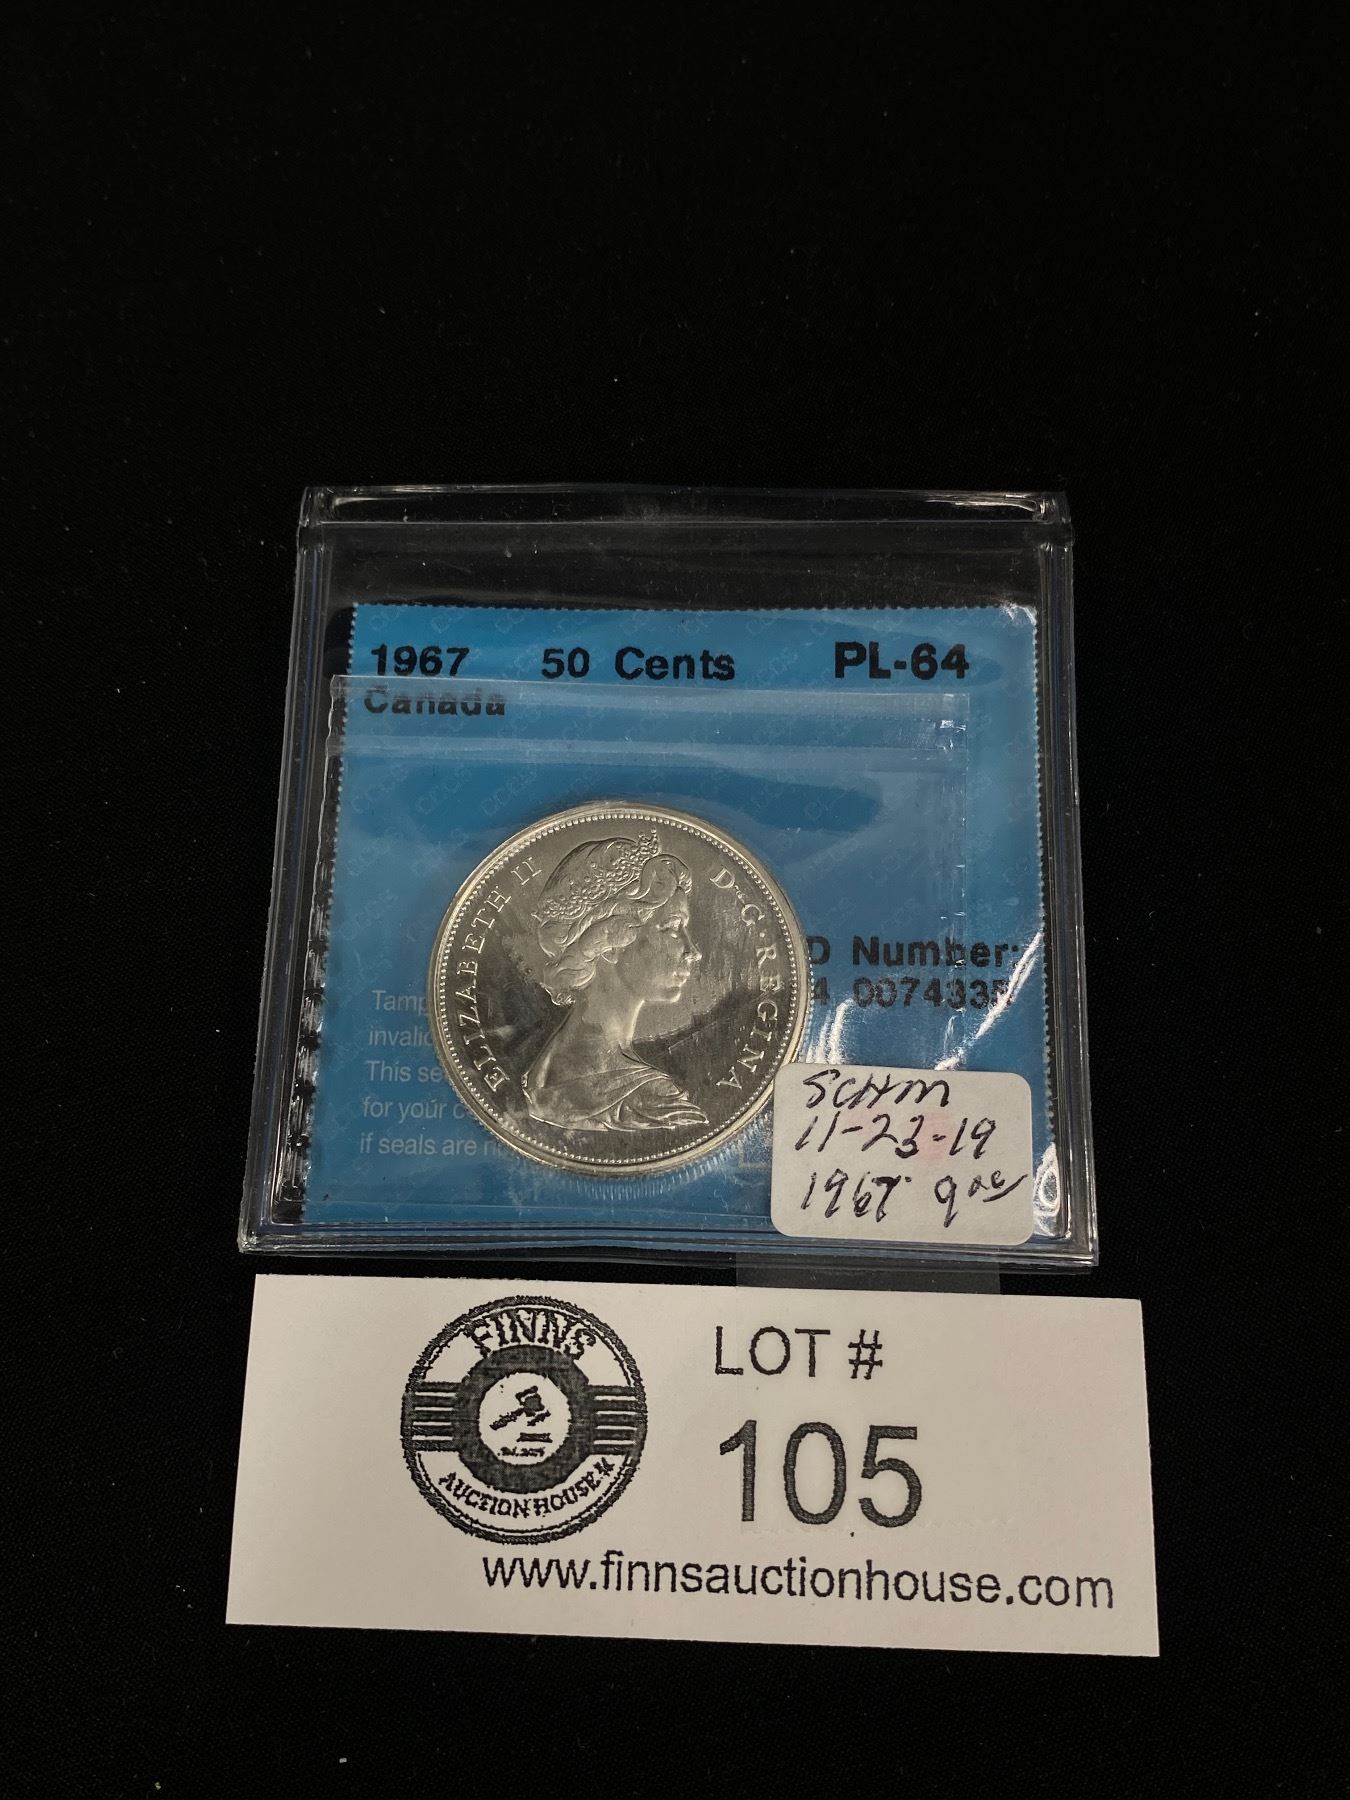 1967 50 Cents PL-64
Canada
ELIZABETH II D·G·REGINA
D Number:
4 0074335
Tamp
invalid
This se
for your c
if seals are n
SCHM
11-23-19
1967
FINNS
AUCTION HOUSE
LOT #
105
www.finnsauctionhouse.com